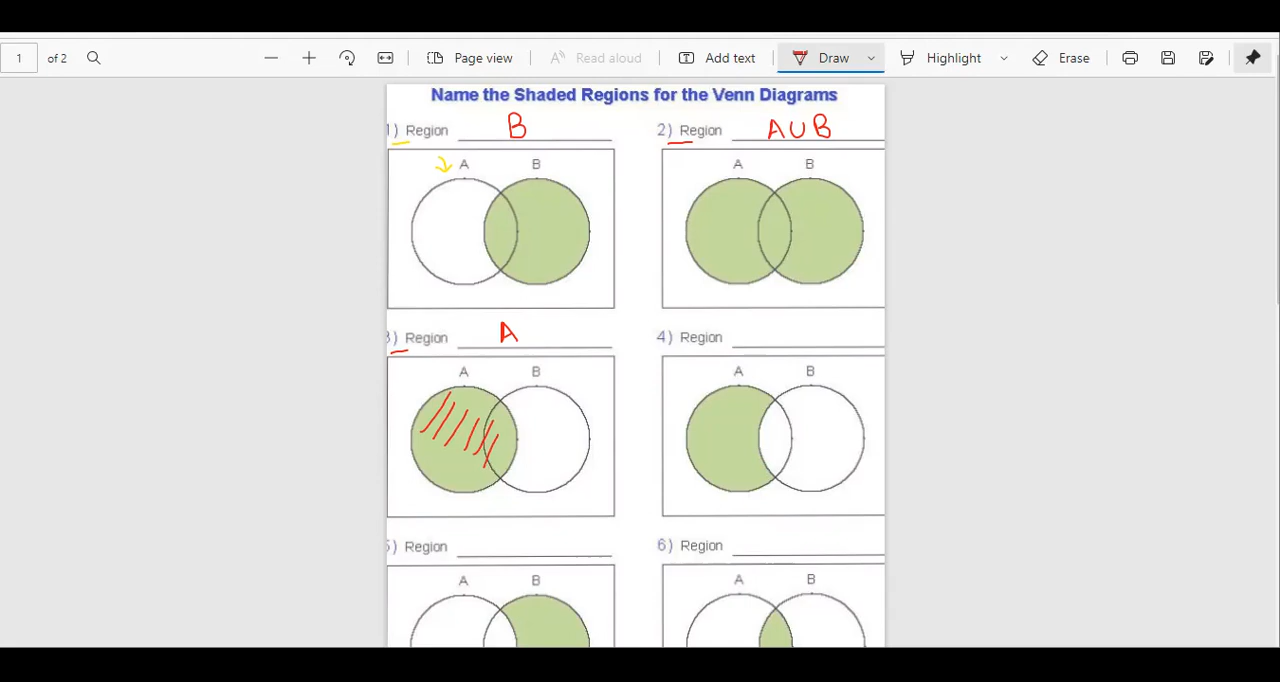 1 of 2 Page view Read aloud Add text Draw Highlight Erase
Name the Shaded Regions for the Venn Diagrams
1) Region B
2) Region A∪B
A B
A B
3) Region A
4) Region
A B
A B
5) Region
6) Region
A B
A B